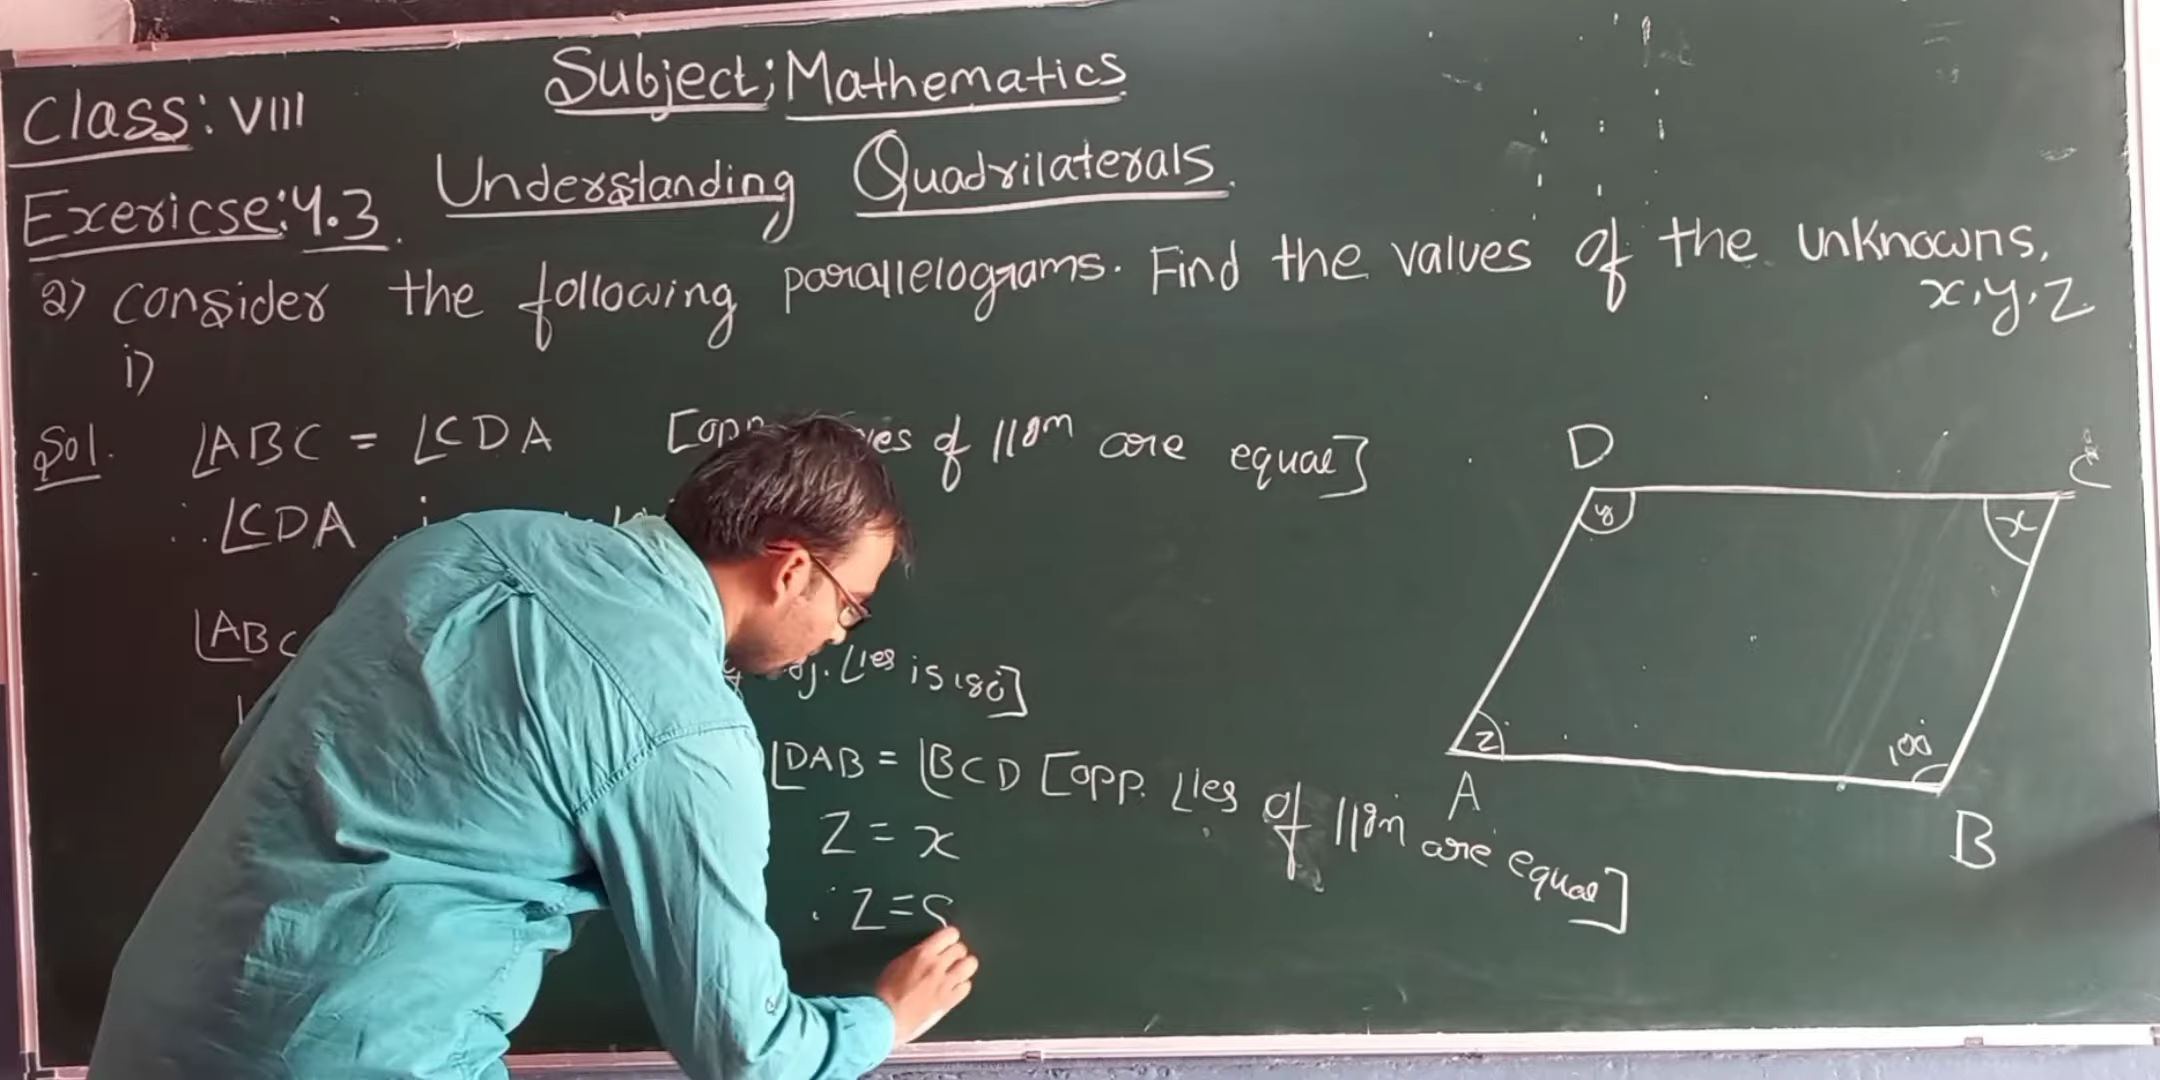 Subject; Mathematics
Class: VIII
Understanding Quadrilaterals.
Exericse: 4.3.
2) Consider the following parallelograms. Find the values of the unknowns,
x, y, z.
i)
Sol. ∠ABC = ∠CDA of ||gm are equal]
∴ ∠CDA
∠ABC
∠les is 180°]
∠DAB = ∠BCD [opp. ∠les of ||gm are equal]
Z = x
∴ Z =
D
C
y
x
z
100°
A
B